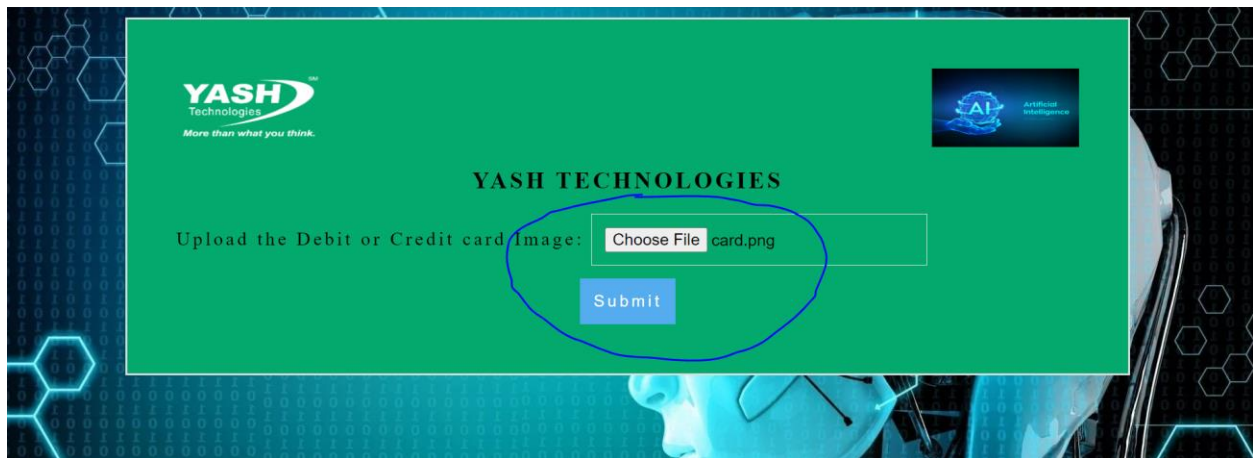 YASH SM
Technologies
More than what you think.
AI Artificial
Intelligence
YASH TECHNOLOGIES
Upload the Debit or Credit card Image: Choose File card.png
Submit